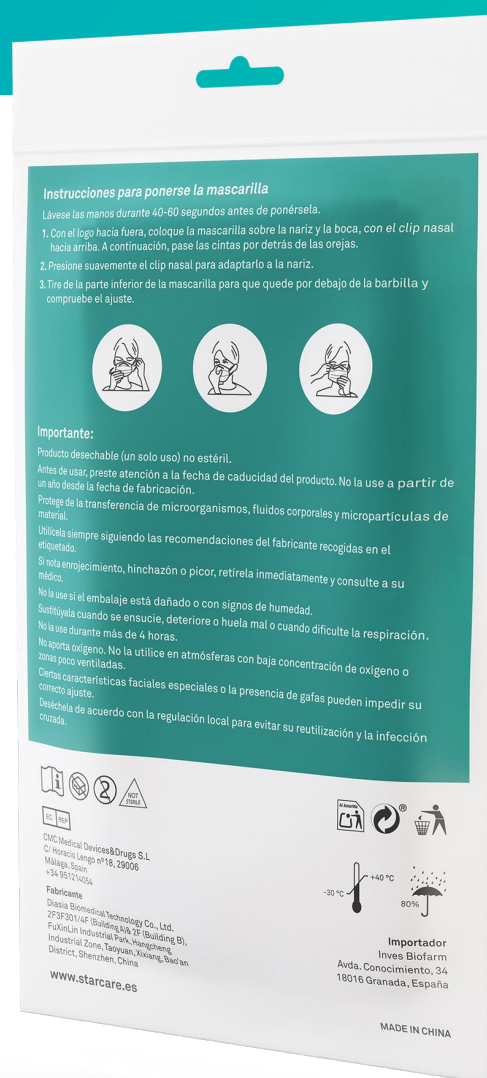 Instrucciones para ponerse la mascarilla
Lávese las manos durante 40-60 segundos antes de ponérsela.
1. Con el logo hacia fuera, coloque la mascarilla sobre la nariz y la boca, con el clip nasal
hacia arriba. A continuación, pase las cintas por detrás de las orejas.
2. Presione suavemente el clip nasal para adaptarlo a la nariz.
3. Tire de la parte inferior de la mascarilla para que quede por debajo de la barbilla y
compruebe el ajuste.
Importante:
Producto desechable (un solo uso) no estéril.
Antes de usar, preste atención a la fecha de caducidad del producto. No la use a partir de
un año desde la fecha de fabricación.
Protege de la transferencia de microorganismos, fluidos corporales y micropartículas de
material.
Utilícela siempre siguiendo las recomendaciones del fabricante recogidas en el
etiquetado.
Si nota enrojecimiento, hinchazón o picor, retírela inmediatamente y consulte a su
médico.
No la use si el embalaje está dañado o con signos de humedad.
Sustitúyala cuando se ensucie, deteriore o huela mal o cuando dificulte la respiración.
No la use durante más de 4 horas.
No aporta oxígeno. No la utilice en atmósferas con baja concentración de oxígeno o
zonas poco ventiladas.
Ciertas características faciales especiales o la presencia de gafas pueden impedir su
correcto ajuste.
Deséchela de acuerdo con la regulación local para evitar su reutilización y la infección
cruzada.
2
NOT
STERILE
EC REP
CMC Medical Devices&Drugs S.L
C/ Horacio Lengo nº18, 29006
Málaga, Spain
+34 951214054
Fabricante
Diasia Biomedical Technology Co., Ltd.
2F3F301/4F (Building A)& 2F (Building B),
FuXinLin Industrial Park, Hangcheng
Industrial Zone, Taoyuan, Xixiang, Bao'an
District, Shenzhen, China
www.starcare.es
Al Amarillo
®
-30 °C
+40 °C
80%
Importador
Inves Biofarm
Avda. Conocimiento, 34
18016 Granada, España
MADE IN CHINA